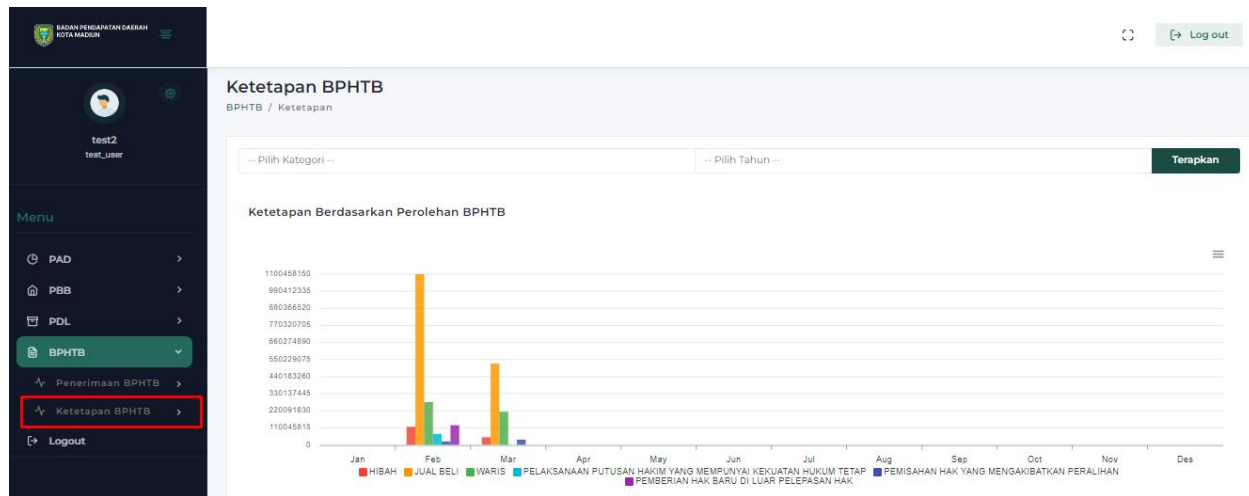 BADAN PENDAPATAN DAERAH
KOTA MADIUN
Log out
test2
test_user
Menu
PAD
PBB
PDL
BPHTB
Penerimaan BPHTB
Ketetapan BPHTB
Logout
Ketetapan BPHTB
BPHTB / Ketetapan
-- Pilih Kategori --
-- Pilih Tahun --
Terapkan
Ketetapan Berdasarkan Perolehan BPHTB
1100458150
990412335
880366520
770320705
660274890
550229075
440183260
330137445
220091630
110045815
0
Jan Feb Mar Apr May Jun Jul Aug Sep Oct Nov Des
HIBAH JUAL BELI WARIS PELAKSANAAN PUTUSAN HAKIM YANG MEMPUNYAI KEKUATAN HUKUM TETAP PEMISAHAN HAK YANG MENGAKIBATKAN PERALIHAN
PEMBERIAN HAK BARU DI LUAR PELEPASAN HAK